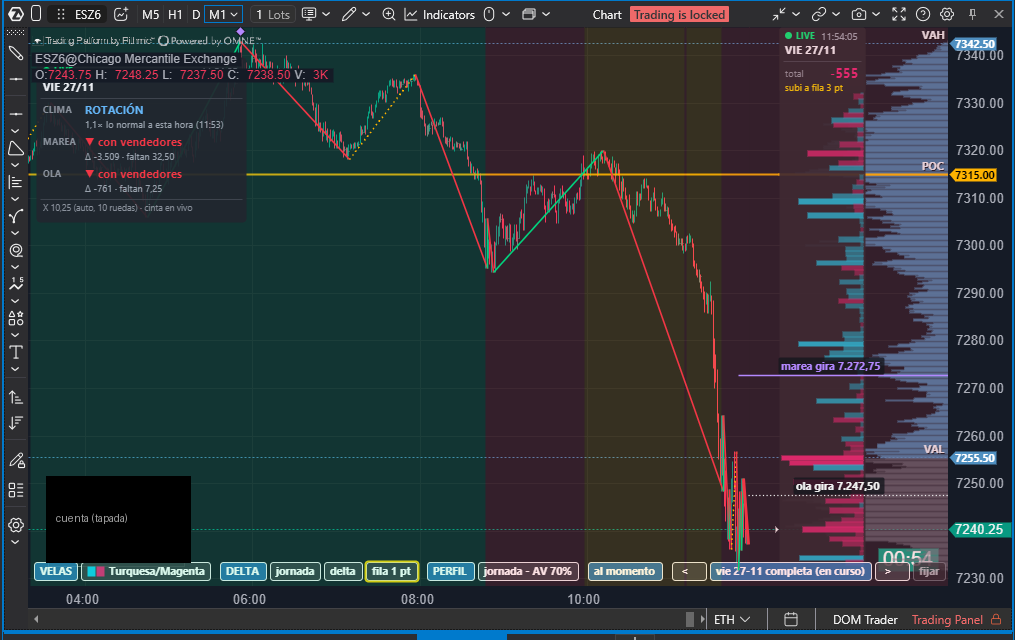 ESZ6 M5 H1 D M1 1 Lots Indicators Chart Trading is locked
Trading Platform by Rithmic™ Powered by OMNE™
ESZ6@Chicago Mercantile Exchange
O:7243.75 H: 7248.25 L: 7237.50 C: 7238.50 V: 3K
VIE 27/11
CLIMA ROTACIÓN
1,1× lo normal a esta hora (11:53)
MAREA ▼ con vendedores
Δ -3.509 · faltan 32,50
OLA ▼ con vendedores
Δ -761 · faltan 7,25
X 10,25 (auto, 10 ruedas) · cinta en vivo
LIVE 11:54:05
VIE 27/11
total -555
subi a fila 3 pt
VAH
7342.50
7340.00
7330.00
7320.00
POC
7315.00
7310.00
7300.00
7290.00
7280.00
marea gira 7.272,75
7270.00
7260.00
VAL
7255.50
7250.00
ola gira 7.247,50
7240.25
00:54
7230.00
cuenta (tapada)
VELAS Turquesa/Magenta DELTA jornada delta fila 1 pt PERFIL jornada - AV 70% al momento < vie 27-11 completa (en curso) > fijar
04:00 06:00 08:00 10:00
ETH DOM Trader Trading Panel